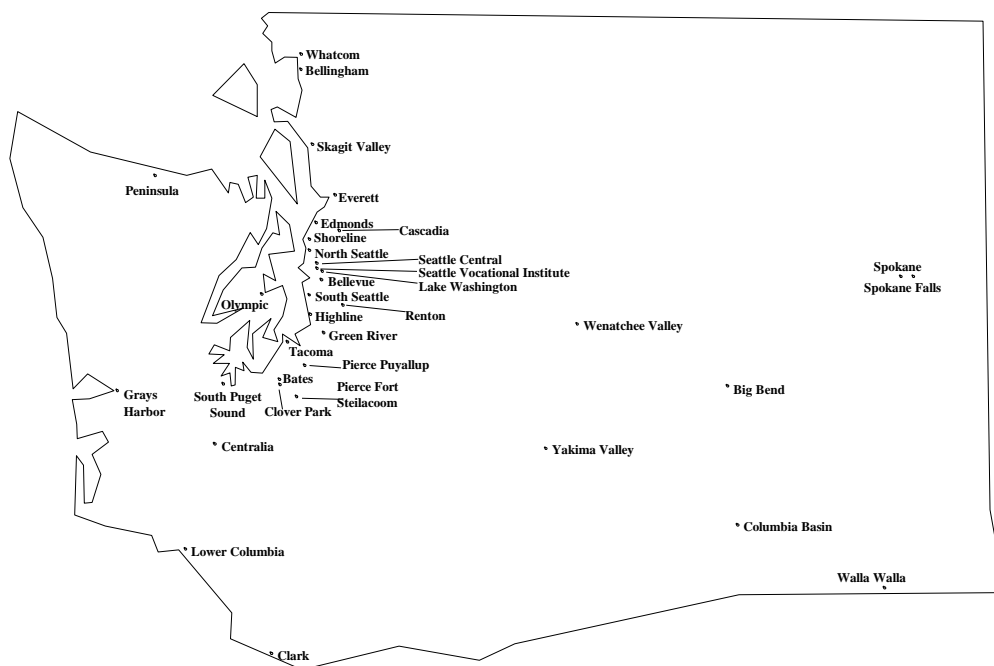 Whatcom
Bellingham
Skagit Valley
Peninsula
Everett
Edmonds
Cascadia
Shoreline
North Seattle
Seattle Central
Seattle Vocational Institute
Lake Washington
Bellevue
Spokane
Spokane Falls
Olympic
South Seattle
Renton
Highline
Wenatchee Valley
Green River
Tacoma
Pierce Puyallup
Bates
Pierce Fort
Steilacoom
Big Bend
Grays
Harbor
South Puget
Sound
Clover Park
Centralia
Yakima Valley
Columbia Basin
Lower Columbia
Walla Walla
Clark